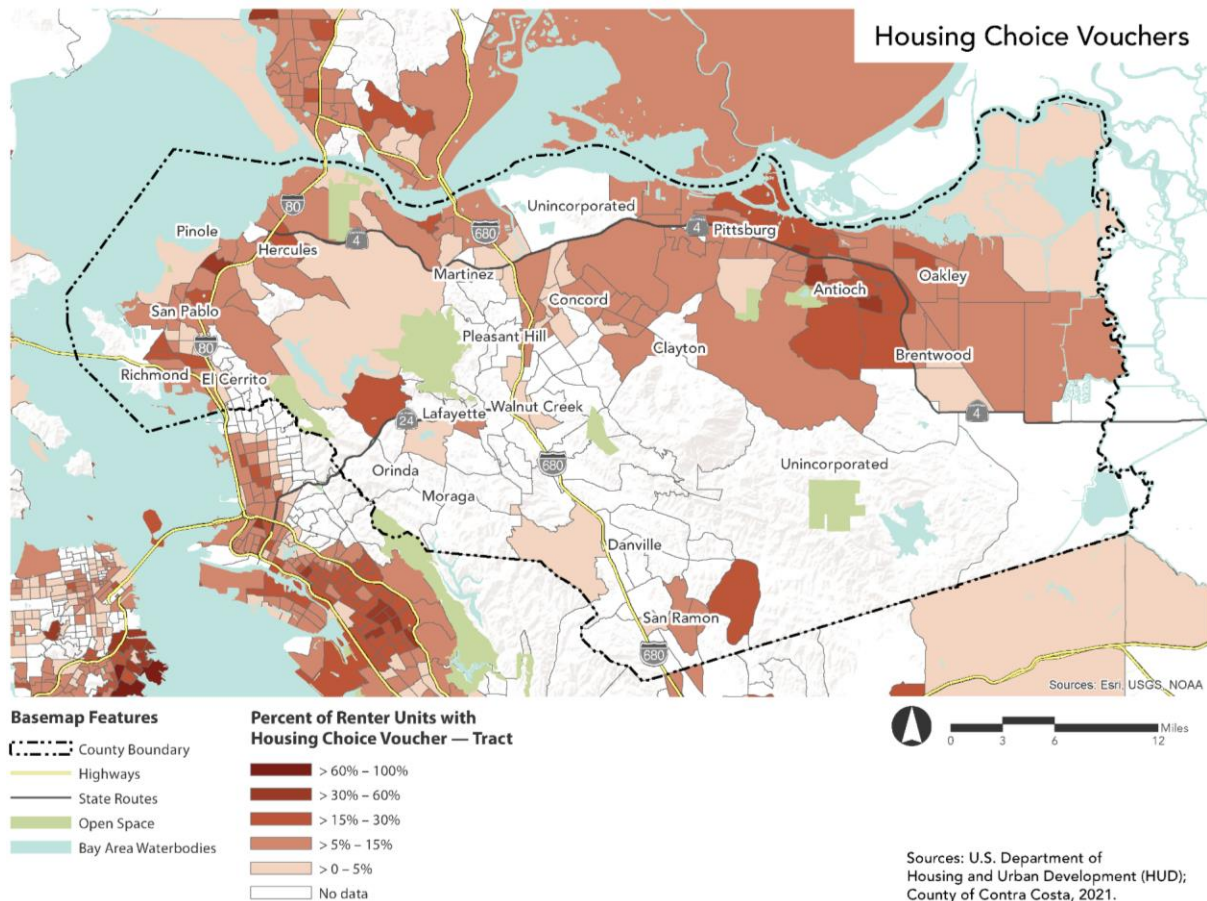 Housing Choice Vouchers
Unincorporated
80
Pinole
4
Pittsburg
680
Hercules
4
Martinez
Oakley
Antioch
Concord
San Pablo
Pleasant Hill
80
Clayton
Brentwood
Richmond
El Cerrito
Walnut Creek
Lafayette
4
24
680
Unincorporated
Orinda
Moraga
Danville
San Ramon
680
Sources: Esri, USGS, NOAA
Basemap Features
County Boundary
Highways
State Routes
Open Space
Bay Area Waterbodies
Percent of Renter Units with
Housing Choice Voucher — Tract
> 60% – 100%
> 30% – 60%
> 15% – 30%
> 5% – 15%
> 0 – 5%
No data
Miles
0 3 6 12
Sources: U.S. Department of
Housing and Urban Development (HUD);
County of Contra Costa, 2021.